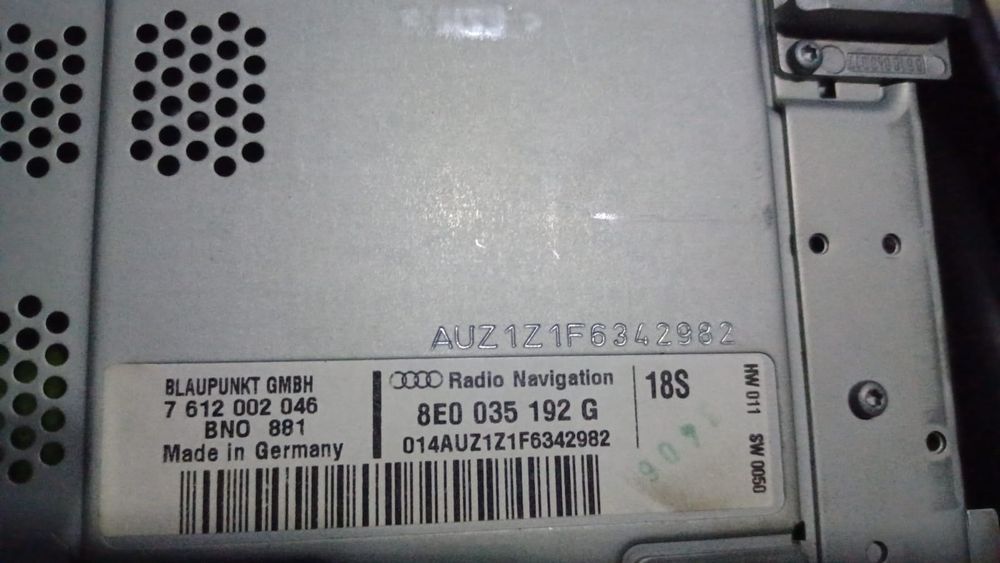 AUZ1Z1F6342982
BLAUPUNKT GMBH
7 612 002 046
BNO 881
Made in Germany
Radio Navigation
8E0 035 192 G
014AUZ1Z1F6342982
18S
HW 011 SW 0050